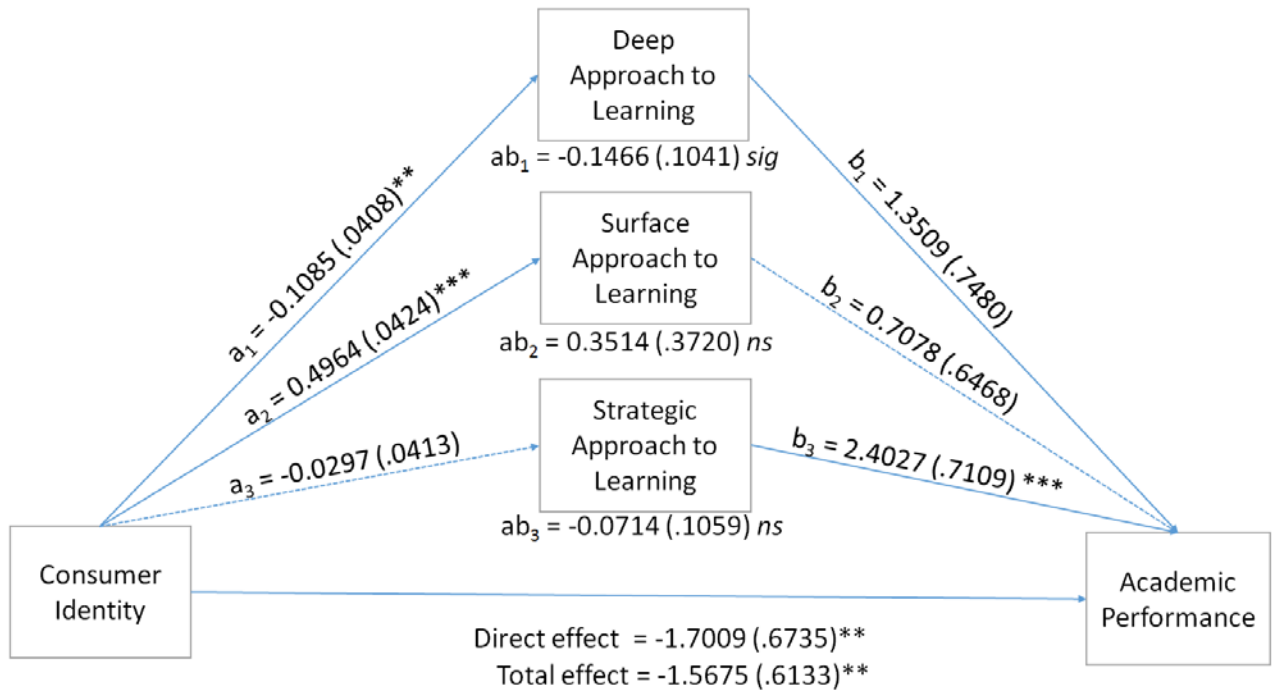 Deep
Approach to
Learning
ab₁ = -0.1466 (.1041) sig
a₁ = -0.1085 (.0408)**
b₁ = 1.3509 (.7480)
Surface
Approach to
Learning
ab₂ = 0.3514 (.3720) ns
a₂ = 0.4964 (.0424)***
b₂ = 0.7078 (.6468)
Strategic
Approach to
Learning
ab₃ = -0.0714 (.1059) ns
a₃ = -0.0297 (.0413)
b₃ = 2.4027 (.7109) ***
Consumer
Identity
Academic
Performance
Direct effect = -1.7009 (.6735)**
Total effect = -1.5675 (.6133)**